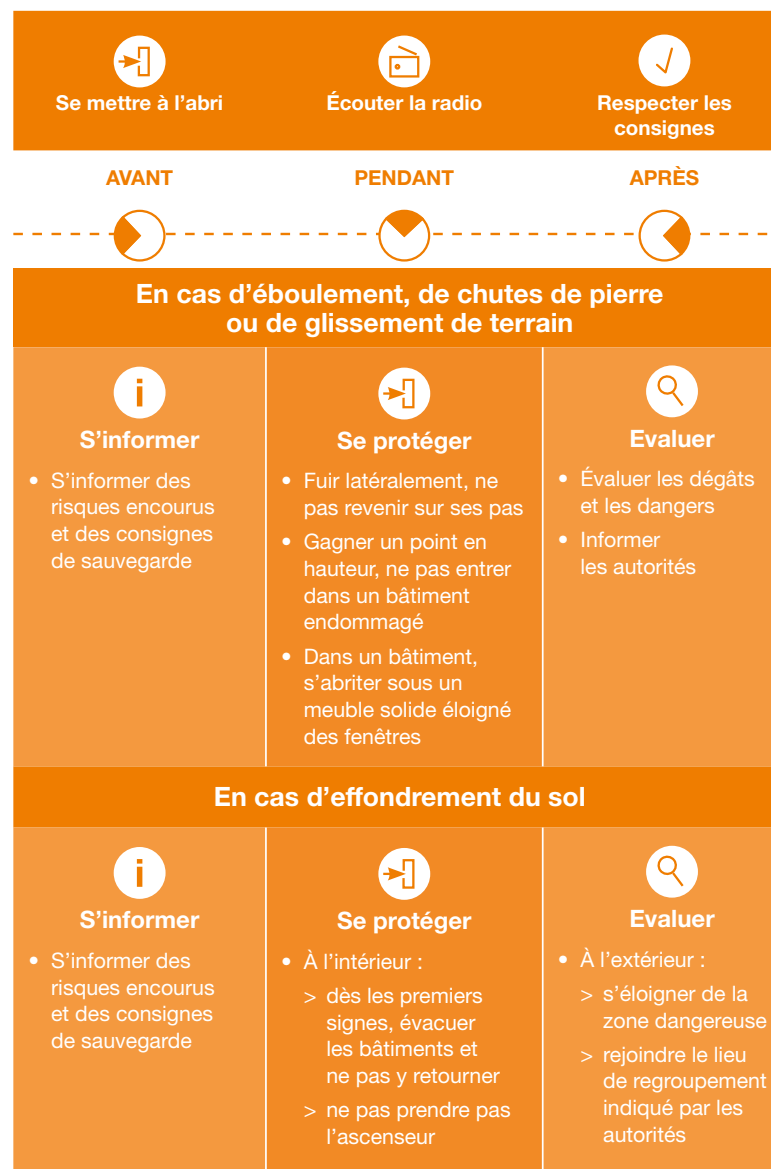 Se mettre à l'abri
Écouter la radio
Respecter les
consignes
AVANT
PENDANT
APRÈS
En cas d'éboulement, de chutes de pierre
ou de glissement de terrain
i
S'informer
• S'informer des
risques encourus
et des consignes
de sauvegarde
Se protéger
• Fuir latéralement, ne
pas revenir sur ses pas
• Gagner un point en
hauteur, ne pas entrer
dans un bâtiment
endommagé
• Dans un bâtiment,
s'abriter sous un
meuble solide éloigné
des fenêtres
Evaluer
• Évaluer les dégâts
et les dangers
• Informer
les autorités
En cas d'effondrement du sol
i
S'informer
• S'informer des
risques encourus
et des consignes
de sauvegarde
Se protéger
• À l'intérieur :
> dès les premiers
signes, évacuer
les bâtiments et
ne pas y retourner
> ne pas prendre pas
l'ascenseur
Evaluer
• À l'extérieur :
> s'éloigner de la
zone dangereuse
> rejoindre le lieu
de regroupement
indiqué par les
autorités